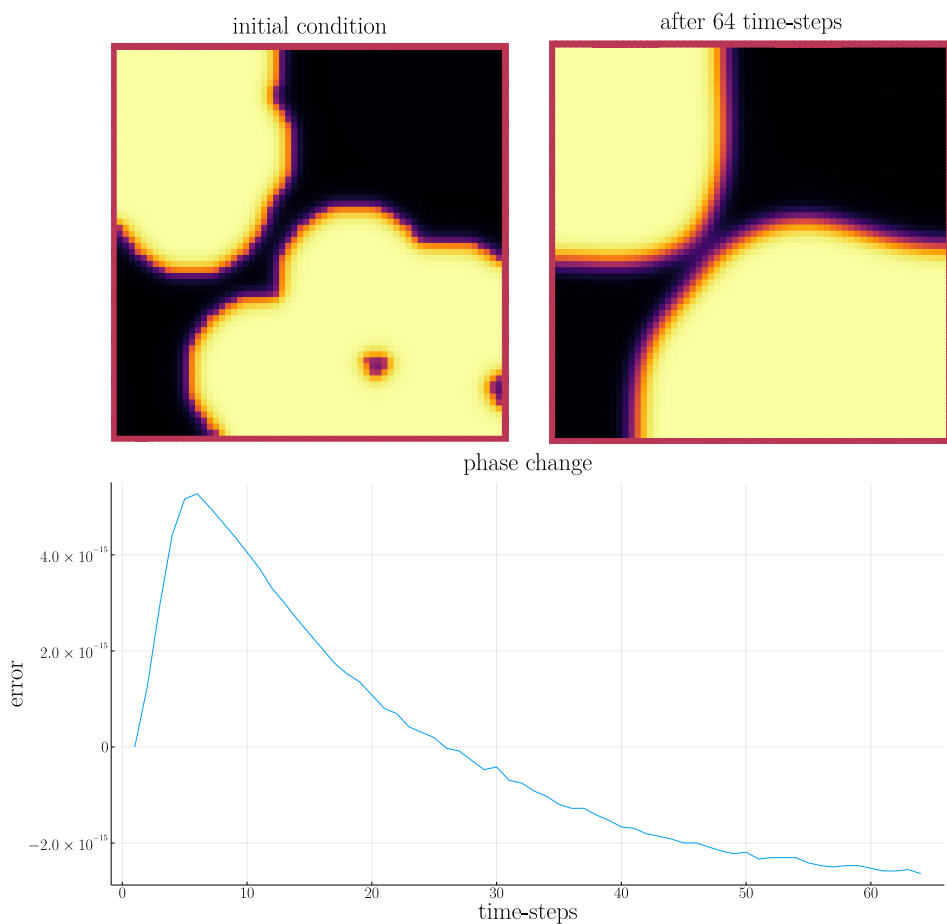 initial condition
after 64 time-steps
phase change
4.0 × 10⁻¹⁵
2.0 × 10⁻¹⁵
0
−2.0 × 10⁻¹⁵
error
0 10 20 30 40 50 60
time-steps